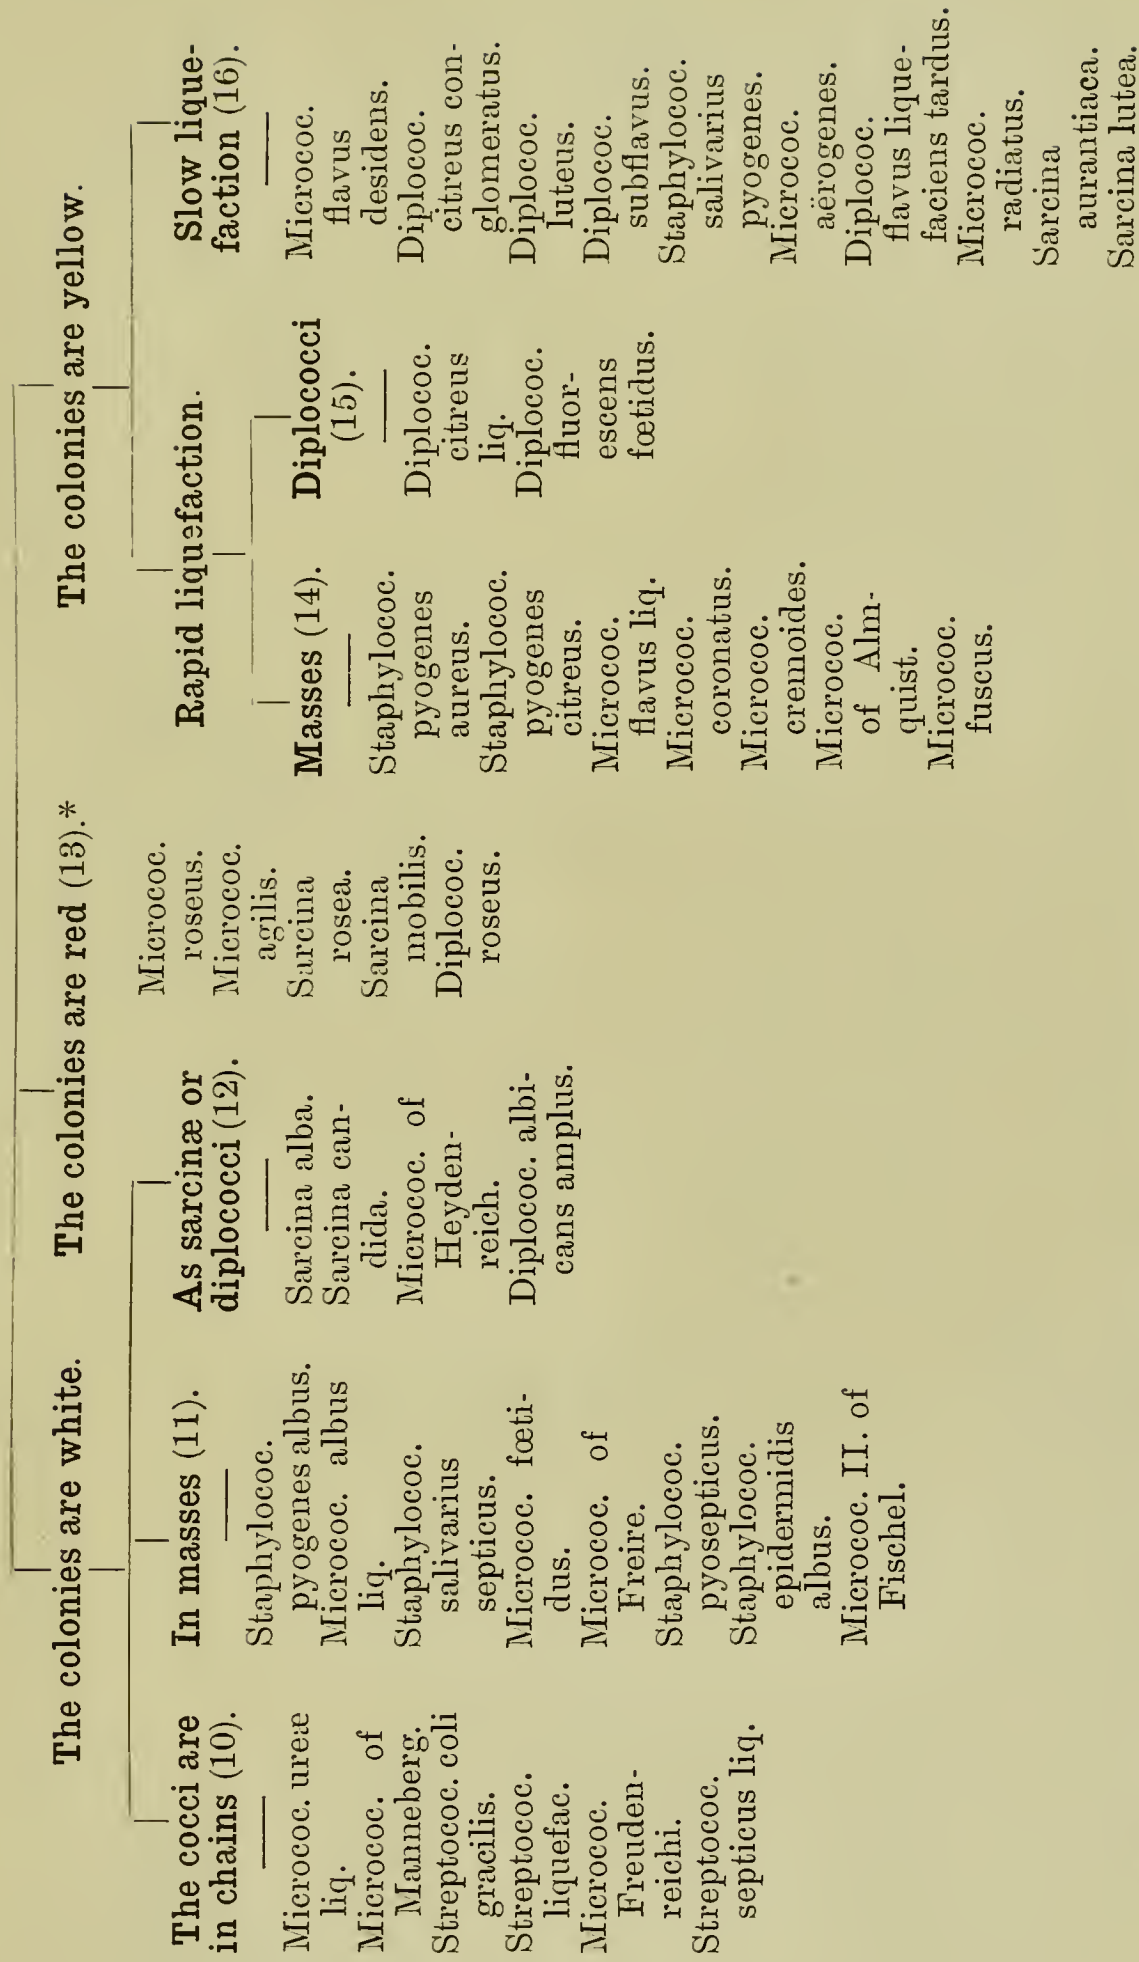 The colonies are white.
The cocci are
in chains (10).
Micrococ. ureæ
liq.
Micrococ. of
Manneberg.
Streptococ. coli
gracilis.
Streptococ.
liquefac.
Micrococ.
Freuden-
reichi.
Streptococ.
septicus liq.
In masses (11).
Staphylococ.
pyogenes albus.
Micrococ. albus
liq.
Staphylococ.
salivarius
septicus.
Micrococ. fœti-
dus.
Micrococ. of
Freire.
Staphylococ.
pyosepticus.
Staphylococ.
epidermidis
albus.
Micrococ. II. of
Fischel.
As sarcinæ or
diplococci (12).
Sarcina alba.
Sarcina can-
dida.
Micrococ. of
Heyden-
reich.
Diplococ. albi-
cans amplus.
The colonies are red (13).*
Micrococ.
roseus.
Micrococ.
agilis.
Sarcina
rosea.
Sarcina
mobilis.
Diplococ.
roseus.
The colonies are yellow.
Rapid liquefaction.
Masses (14).
Staphylococ.
pyogenes
aureus.
Staphylococ.
pyogenes
citreus.
Micrococ.
flavus liq.
Micrococ.
coronatus.
Micrococ.
cremoides.
Micrococ.
of Alm-
quist.
Micrococ.
fuscus.
Diplococci
(15).
Diplococ.
citreus
liq.
Diplococ.
fluor-
escens
fœtidus.
Slow lique-
faction (16).
Micrococ.
flavus
desidens.
Diplococ.
citreus con-
glomeratus.
Diplococ.
luteus.
Diplococ.
subflavus.
Staphylococ.
salivarius
pyogenes.
Micrococ.
aërogenes.
Diplococ.
flavus lique-
faciens tardus.
Micrococ.
radiatus.
Sarcina
aurantiaca.
Sarcina lutea.